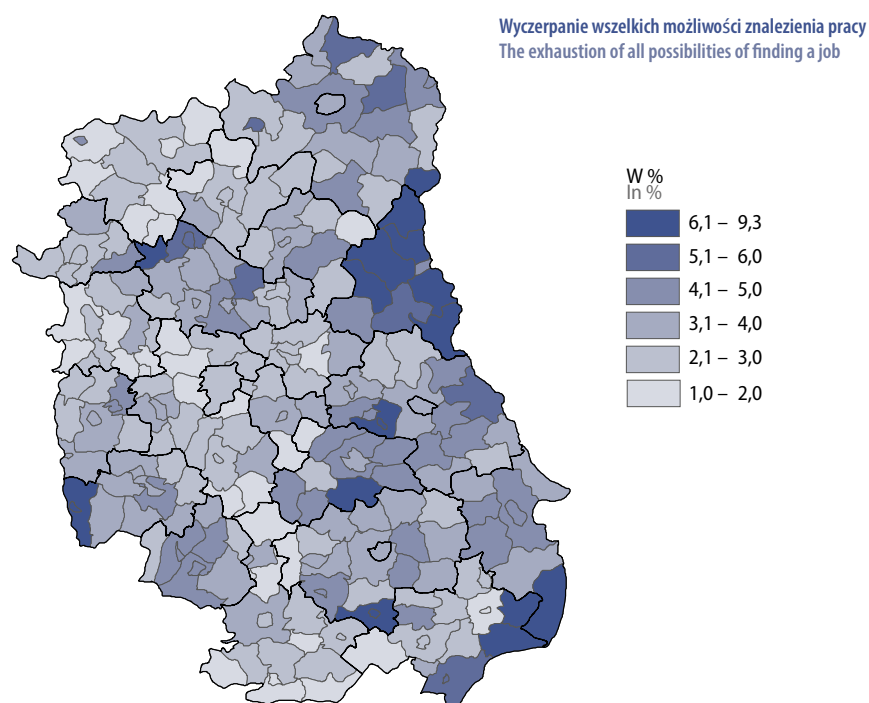 Wyczerpanie wszelkich możliwości znalezienia pracy
The exhaustion of all possibilities of finding a job
W %
In %
6,1 – 9,3
5,1 – 6,0
4,1 – 5,0
3,1 – 4,0
2,1 – 3,0
1,0 – 2,0